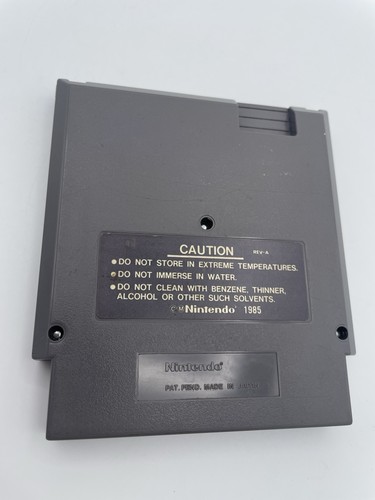 CAUTION REV-A
●DO NOT STORE IN EXTREME TEMPERATURES.
●DO NOT IMMERSE IN WATER.
●DO NOT CLEAN WITH BENZENE, THINNER,
ALCOHOL OR OTHER SUCH SOLVENTS.
©Nintendo 1985
Nintendo®
PAT. PEND. MADE IN JAPAN